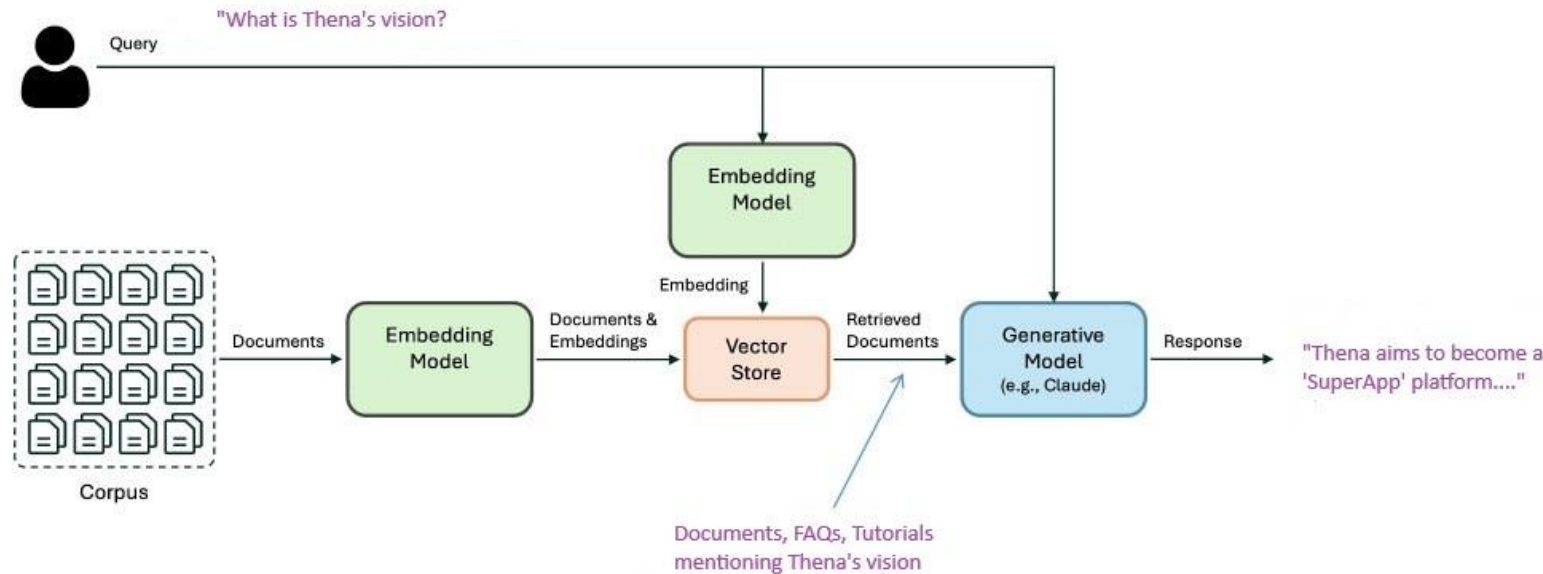 "What is Thena's vision?
Query
Embedding
Model
Embedding
Documents
Embedding
Model
Documents &
Embeddings
Vector
Store
Retrieved
Documents
Generative
Model
(e.g., Claude)
Response
"Thena aims to become a
'SuperApp' platform...."
Corpus
Documents, FAQs, Tutorials
mentioning Thena's vision